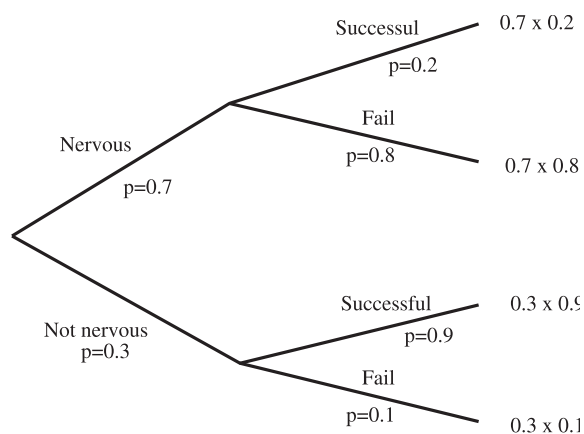 Successul
p=0.2
0.7 x 0.2
Nervous
p=0.7
Fail
p=0.8
0.7 x 0.8
Not nervous
p=0.3
Successful
p=0.9
0.3 x 0.9
Fail
p=0.1
0.3 x 0.1